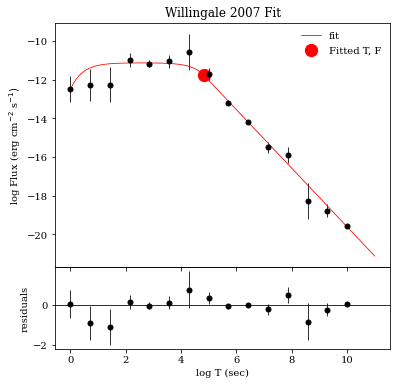 Willingale 2007 Fit
fit
Fitted T, F
log Flux (erg cm⁻² s⁻¹)
−10
−12
−14
−16
−18
−20
residuals
0
−2
0
2
4
6
8
10
log T (sec)